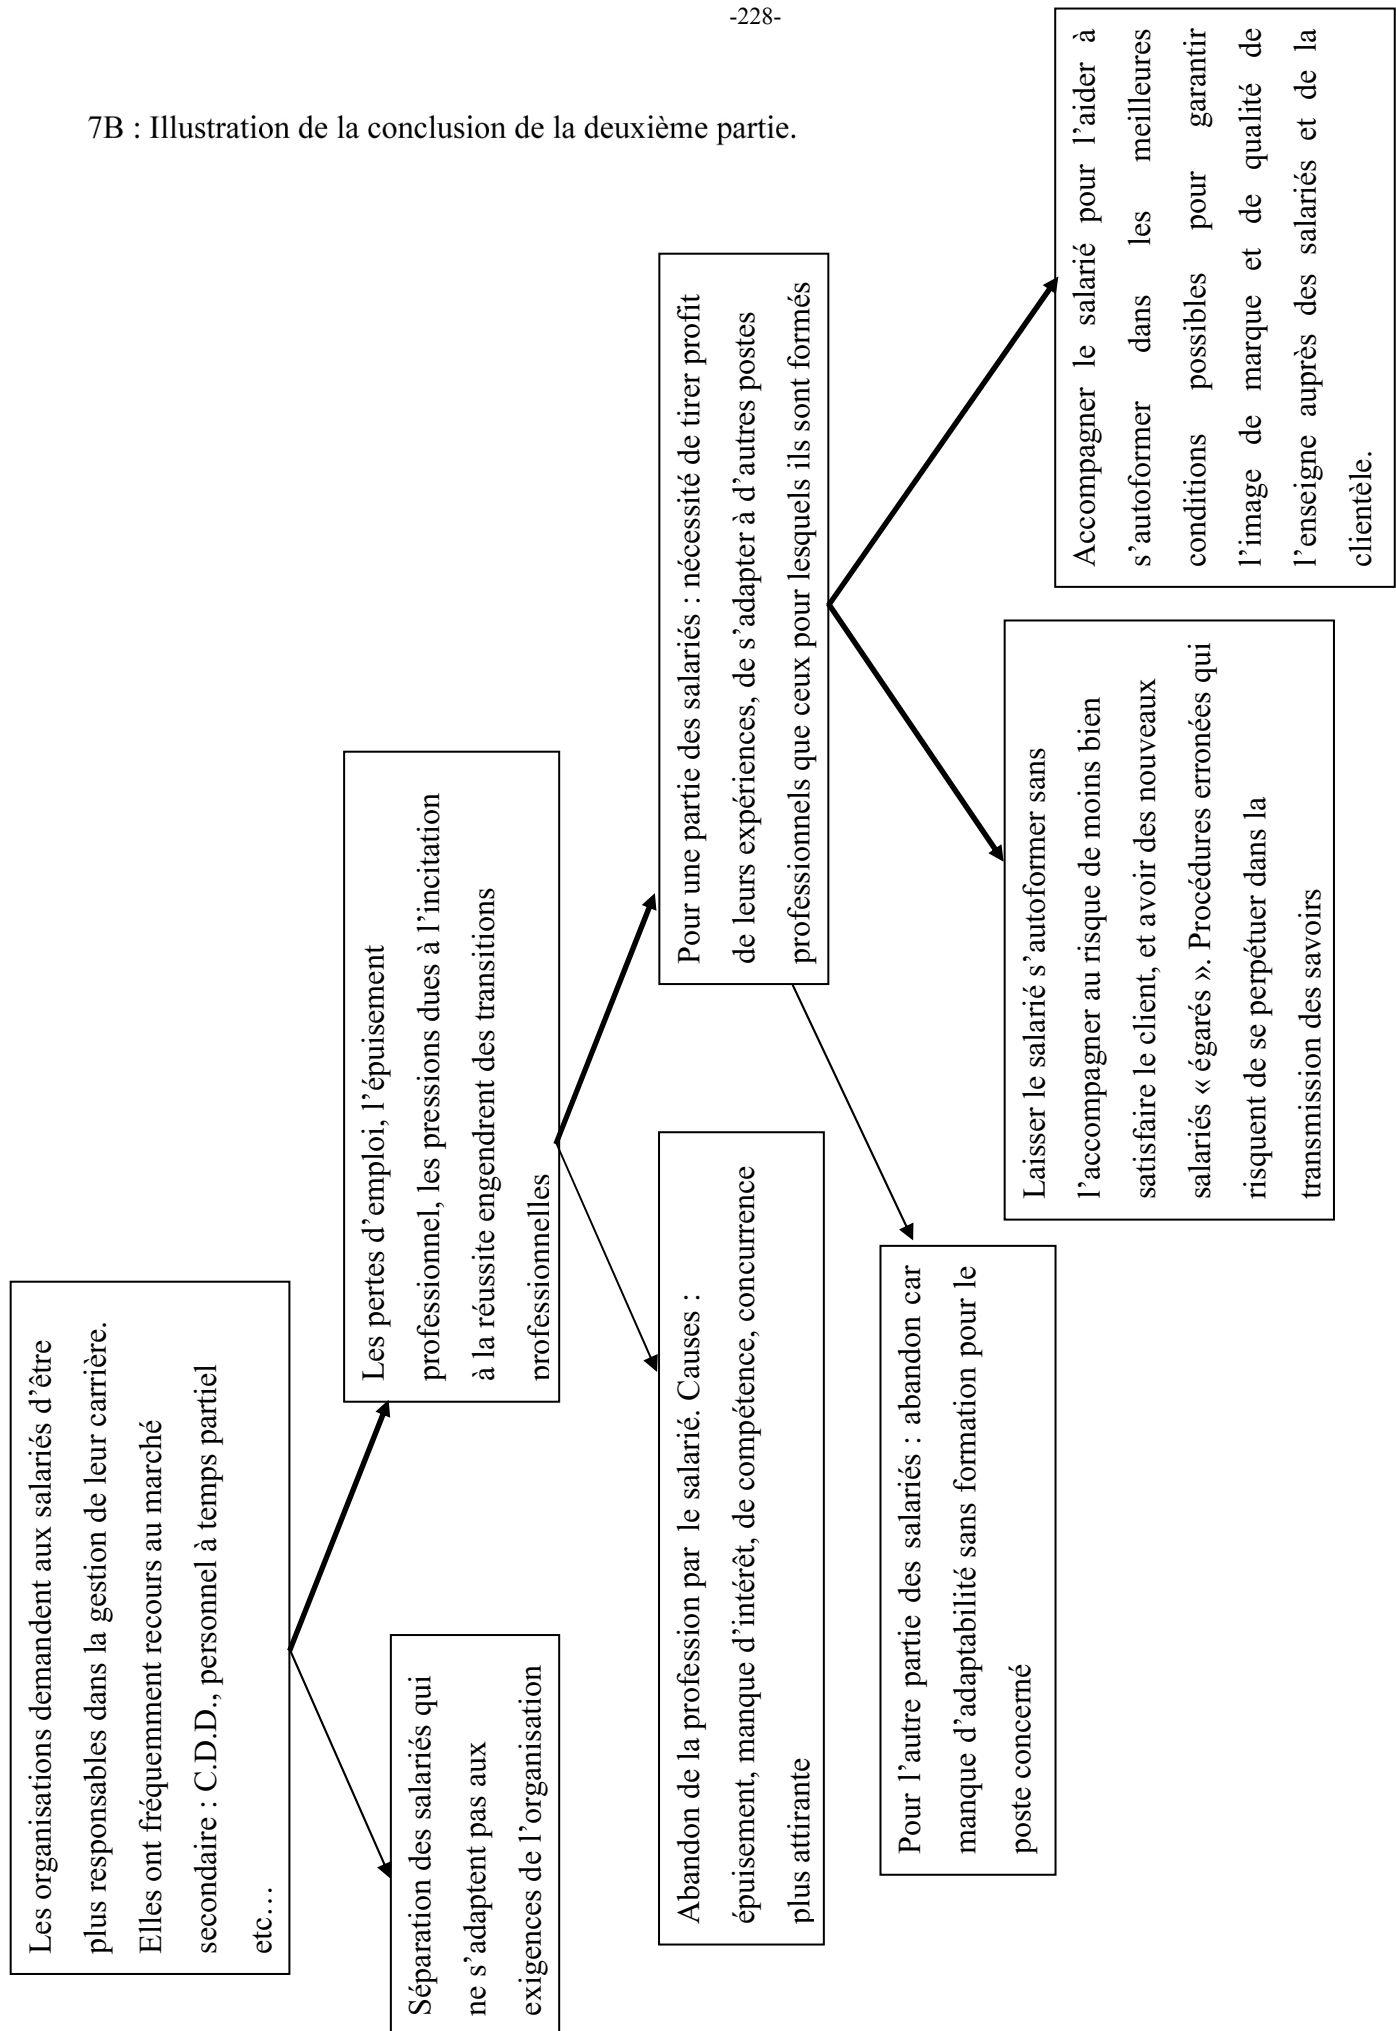 -228-
7B : Illustration de la conclusion de la deuxième partie.
Les organisations demandent aux salariés d’être
plus responsables dans la gestion de leur carrière.
Elles ont fréquemment recours au marché
secondaire : C.D.D., personnel à temps partiel
etc…
Séparation des salariés qui
ne s’adaptent pas aux
exigences de l’organisation
Les pertes d’emploi, l’épuisement
professionnel, les pressions dues à l’incitation
à la réussite engendrent des transitions
professionnelles
Abandon de la profession par le salarié. Causes :
épuisement, manque d’intérêt, de compétence, concurrence
plus attirante
Pour une partie des salariés : nécessité de tirer profit
de leurs expériences, de s’adapter à d’autres postes
professionnels que ceux pour lesquels ils sont formés
Pour l’autre partie des salariés : abandon car
manque d’adaptabilité sans formation pour le
poste concerné
Laisser le salarié s’autoformer sans
l’accompagner au risque de moins bien
satisfaire le client, et avoir des nouveaux
salariés « égarés ». Procédures erronées qui
risquent de se perpétuer dans la
transmission des savoirs
Accompagner le salarié pour l’aider à
s’autoformer dans les meilleures
conditions possibles pour garantir
l’image de marque et de qualité de
l’enseigne auprès des salariés et de la
clientèle.